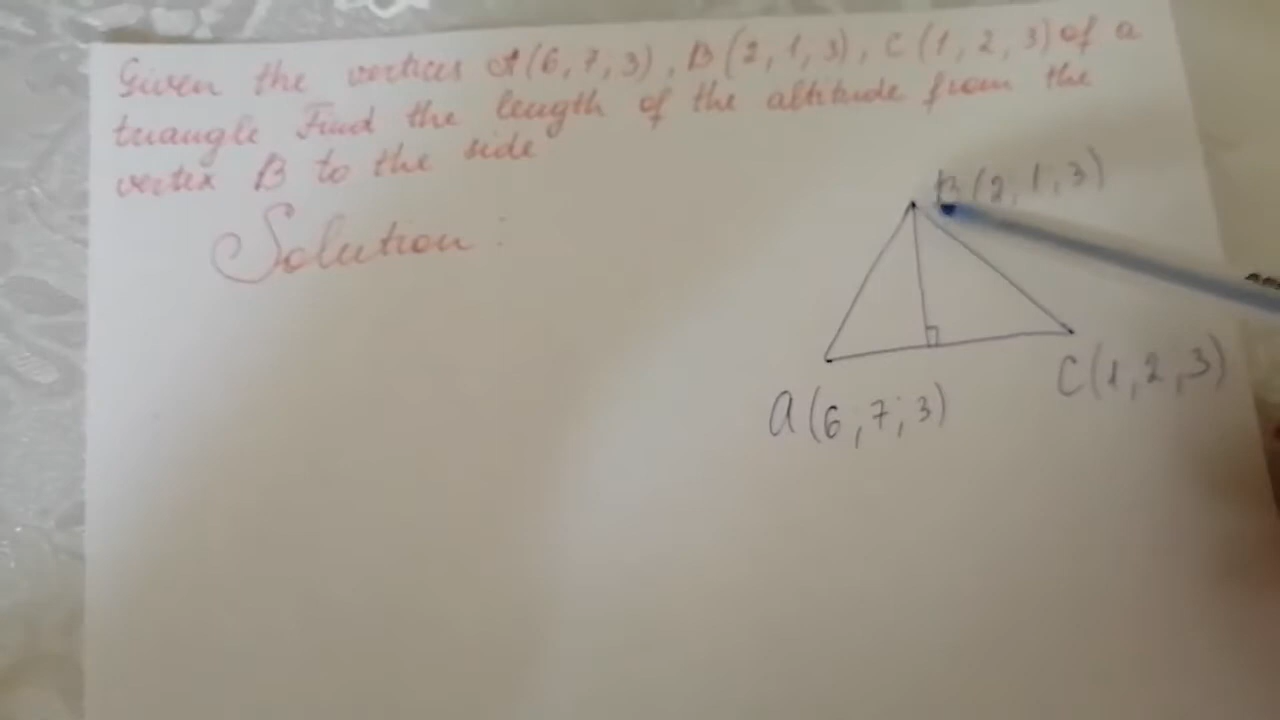 Given the vertices A(6, 7, 3), B(2, 1, 3), C(1, 2, 3) of a
triangle Find the length of the altitude from the
vertex B to the side
Solution:
B(2, 1, 3)
C(1, 2, 3)
A(6; 7; 3)